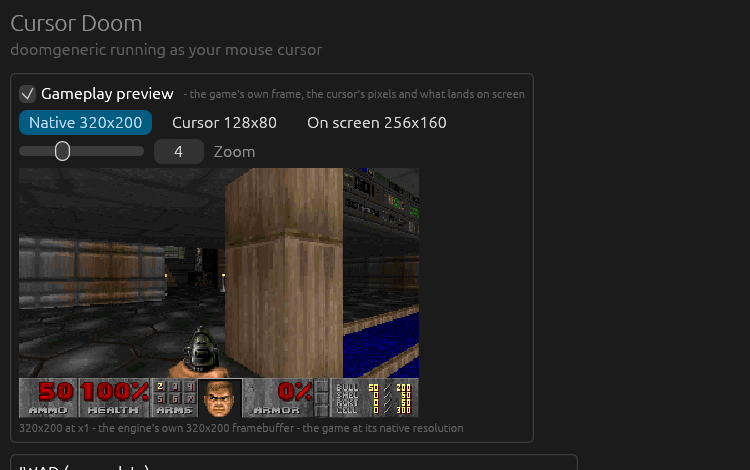 Cursor Doom
doomgeneric running as your mouse cursor
Gameplay preview - the game's own frame, the cursor's pixels and what lands on screen
Native 320x200 Cursor 128x80 On screen 256x160
4 Zoom
50 100% 2 3 4 0% BULL 50 / 200
SHEL 0 / 50
5 6 7 RCKT 0 / 50
AMMO HEALTH ARMS ARMOR CELL 0 / 300
320x200 at x1 - the engine's own 320x200 framebuffer - the game at its native resolution